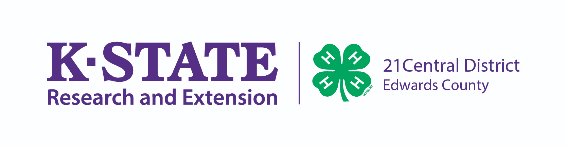 K-STATE
Research and Extension
H H H H
21Central District
Edwards County